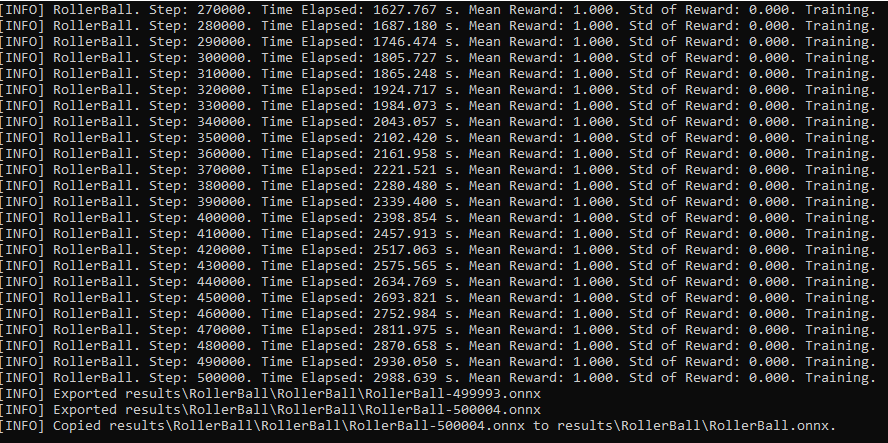 [INFO] RollerBall. Step: 270000. Time Elapsed: 1627.767 s. Mean Reward: 1.000. Std of Reward: 0.000. Training.
[INFO] RollerBall. Step: 280000. Time Elapsed: 1687.180 s. Mean Reward: 1.000. Std of Reward: 0.000. Training.
[INFO] RollerBall. Step: 290000. Time Elapsed: 1746.474 s. Mean Reward: 1.000. Std of Reward: 0.000. Training.
[INFO] RollerBall. Step: 300000. Time Elapsed: 1805.727 s. Mean Reward: 1.000. Std of Reward: 0.000. Training.
[INFO] RollerBall. Step: 310000. Time Elapsed: 1865.248 s. Mean Reward: 1.000. Std of Reward: 0.000. Training.
[INFO] RollerBall. Step: 320000. Time Elapsed: 1924.717 s. Mean Reward: 1.000. Std of Reward: 0.000. Training.
[INFO] RollerBall. Step: 330000. Time Elapsed: 1984.073 s. Mean Reward: 1.000. Std of Reward: 0.000. Training.
[INFO] RollerBall. Step: 340000. Time Elapsed: 2043.057 s. Mean Reward: 1.000. Std of Reward: 0.000. Training.
[INFO] RollerBall. Step: 350000. Time Elapsed: 2102.420 s. Mean Reward: 1.000. Std of Reward: 0.000. Training.
[INFO] RollerBall. Step: 360000. Time Elapsed: 2161.958 s. Mean Reward: 1.000. Std of Reward: 0.000. Training.
[INFO] RollerBall. Step: 370000. Time Elapsed: 2221.521 s. Mean Reward: 1.000. Std of Reward: 0.000. Training.
[INFO] RollerBall. Step: 380000. Time Elapsed: 2280.480 s. Mean Reward: 1.000. Std of Reward: 0.000. Training.
[INFO] RollerBall. Step: 390000. Time Elapsed: 2339.400 s. Mean Reward: 1.000. Std of Reward: 0.000. Training.
[INFO] RollerBall. Step: 400000. Time Elapsed: 2398.854 s. Mean Reward: 1.000. Std of Reward: 0.000. Training.
[INFO] RollerBall. Step: 410000. Time Elapsed: 2457.913 s. Mean Reward: 1.000. Std of Reward: 0.000. Training.
[INFO] RollerBall. Step: 420000. Time Elapsed: 2517.063 s. Mean Reward: 1.000. Std of Reward: 0.000. Training.
[INFO] RollerBall. Step: 430000. Time Elapsed: 2575.565 s. Mean Reward: 1.000. Std of Reward: 0.000. Training.
[INFO] RollerBall. Step: 440000. Time Elapsed: 2634.769 s. Mean Reward: 1.000. Std of Reward: 0.000. Training.
[INFO] RollerBall. Step: 450000. Time Elapsed: 2693.821 s. Mean Reward: 1.000. Std of Reward: 0.000. Training.
[INFO] RollerBall. Step: 460000. Time Elapsed: 2752.984 s. Mean Reward: 1.000. Std of Reward: 0.000. Training.
[INFO] RollerBall. Step: 470000. Time Elapsed: 2811.975 s. Mean Reward: 1.000. Std of Reward: 0.000. Training.
[INFO] RollerBall. Step: 480000. Time Elapsed: 2870.658 s. Mean Reward: 1.000. Std of Reward: 0.000. Training.
[INFO] RollerBall. Step: 490000. Time Elapsed: 2930.050 s. Mean Reward: 1.000. Std of Reward: 0.000. Training.
[INFO] RollerBall. Step: 500000. Time Elapsed: 2988.639 s. Mean Reward: 1.000. Std of Reward: 0.000. Training.
[INFO] Exported results\RollerBall\RollerBall\RollerBall-499993.onnx
[INFO] Exported results\RollerBall\RollerBall\RollerBall-500004.onnx
[INFO] Copied results\RollerBall\RollerBall\RollerBall-500004.onnx to results\RollerBall\RollerBall.onnx.